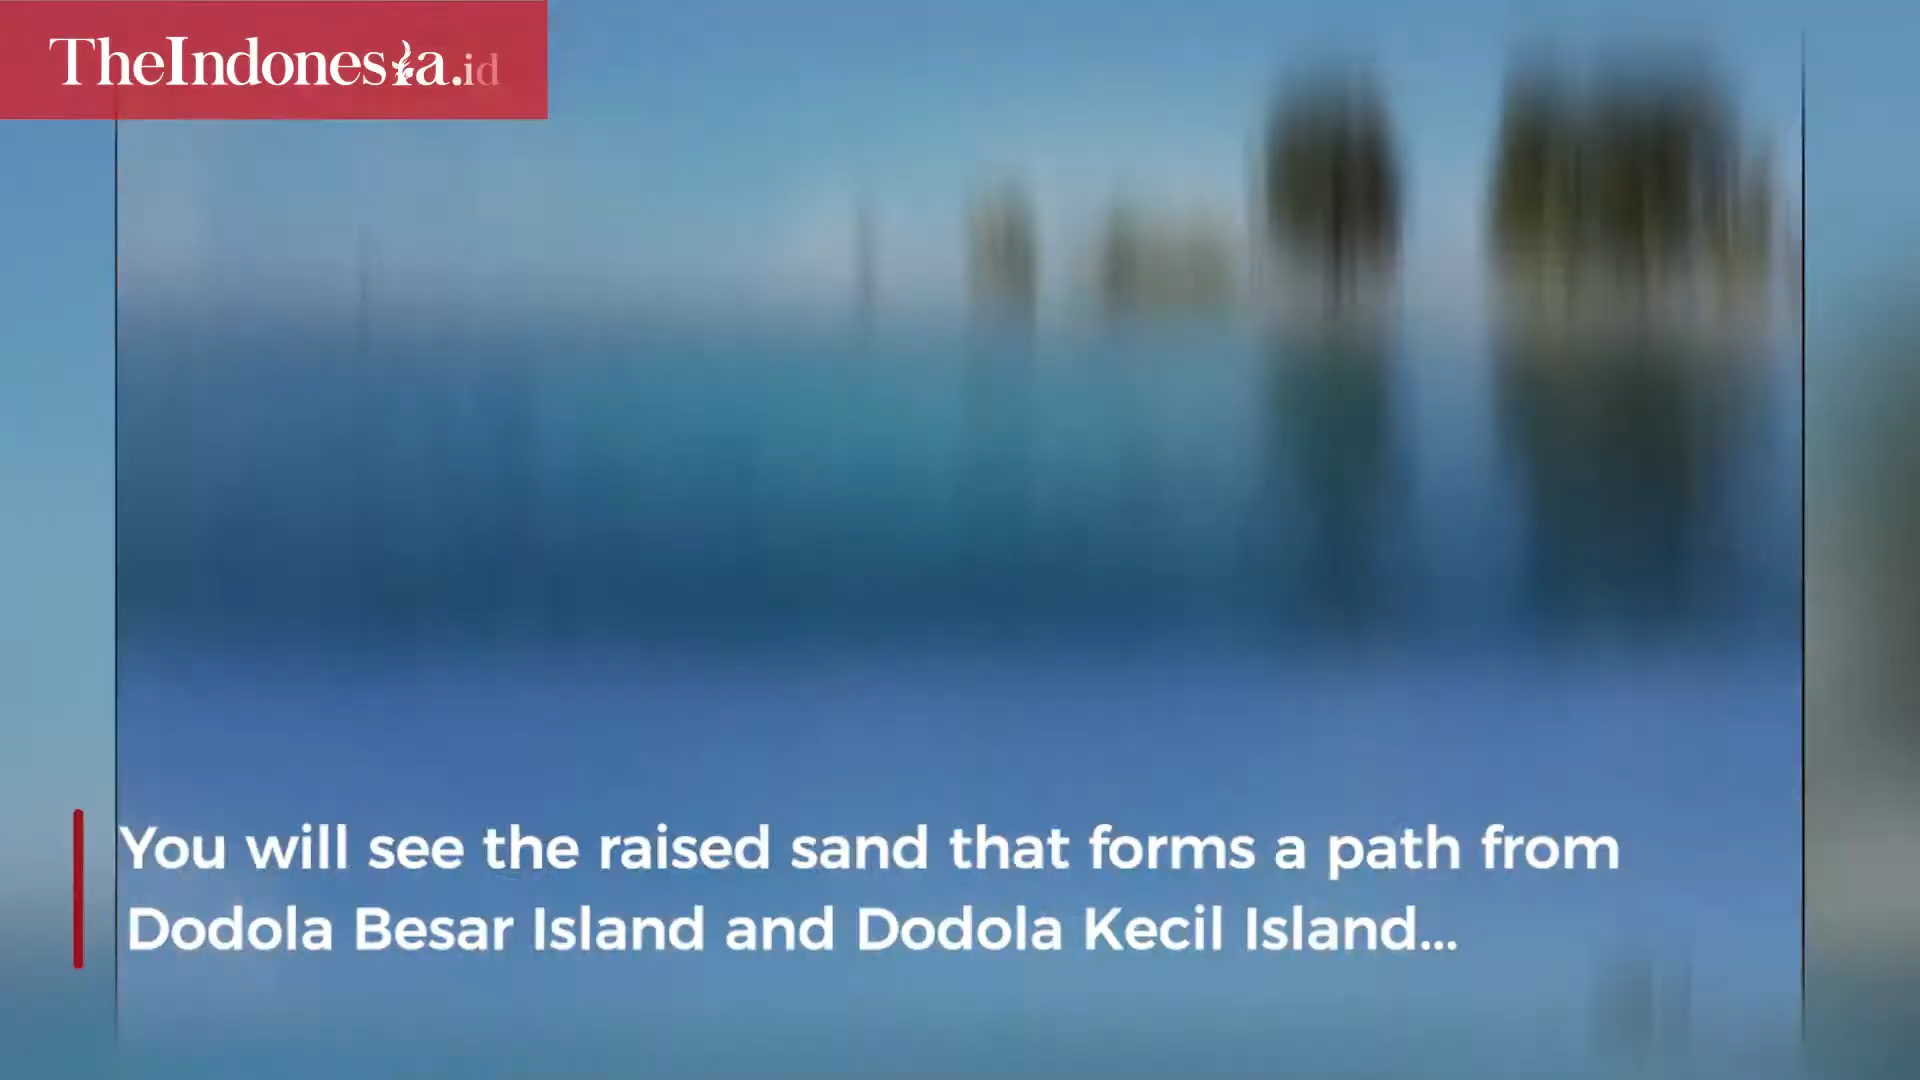 TheIndonesia.id
You will see the raised sand that forms a path from
Dodola Besar Island and Dodola Kecil Island...